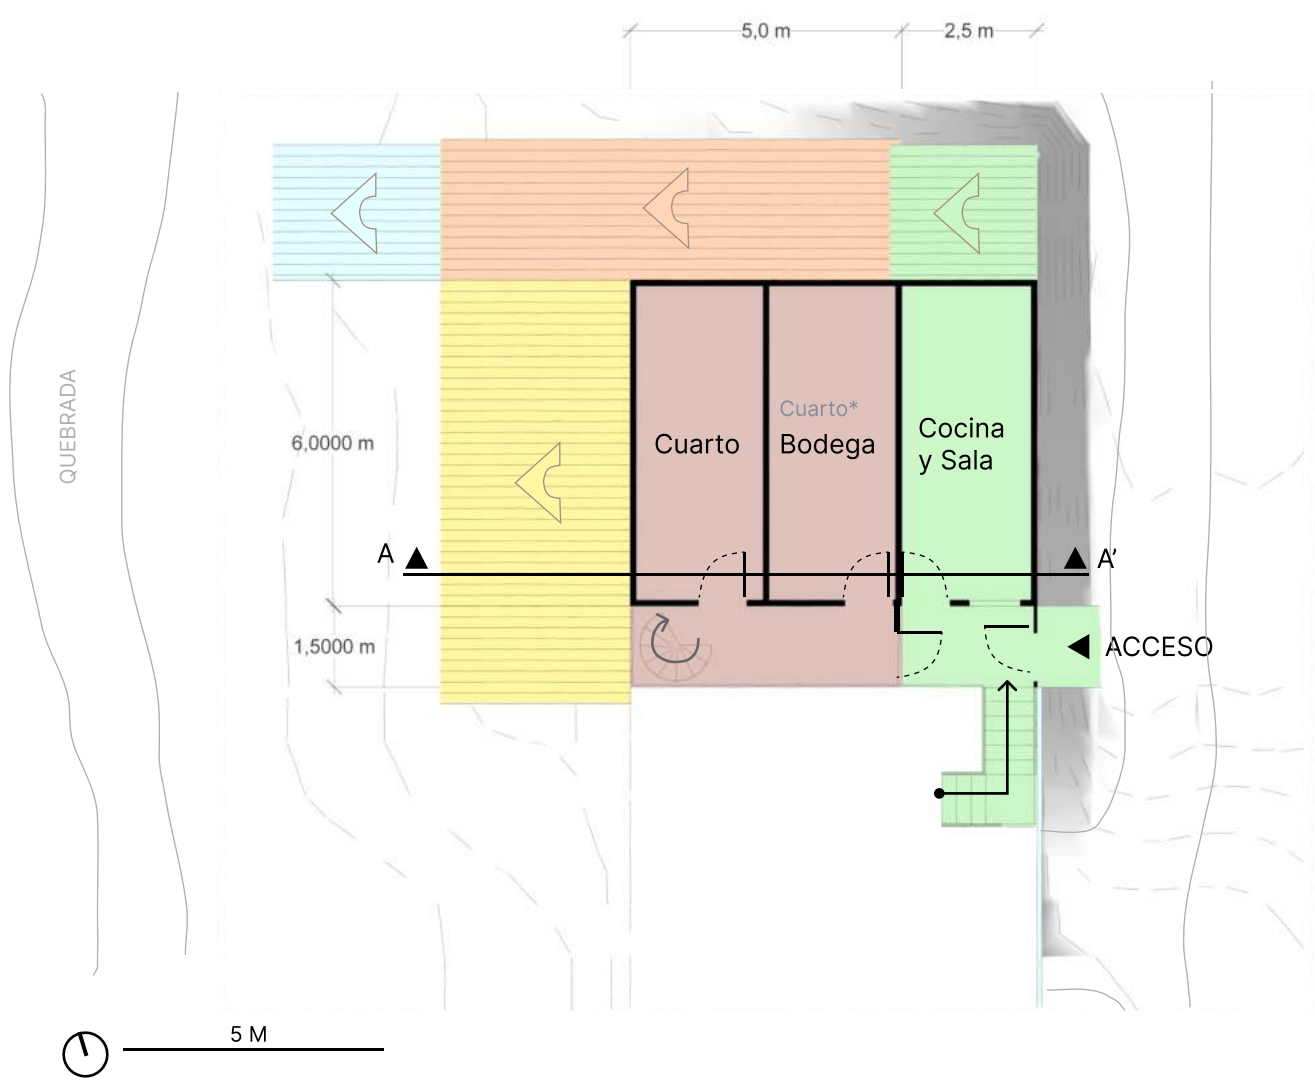 5,0 m
2,5 m
QUEBRADA
6,0000 m
Cuarto
Cuarto*
Bodega
Cocina
y Sala
A
A’
1,5000 m
ACCESO
5 M